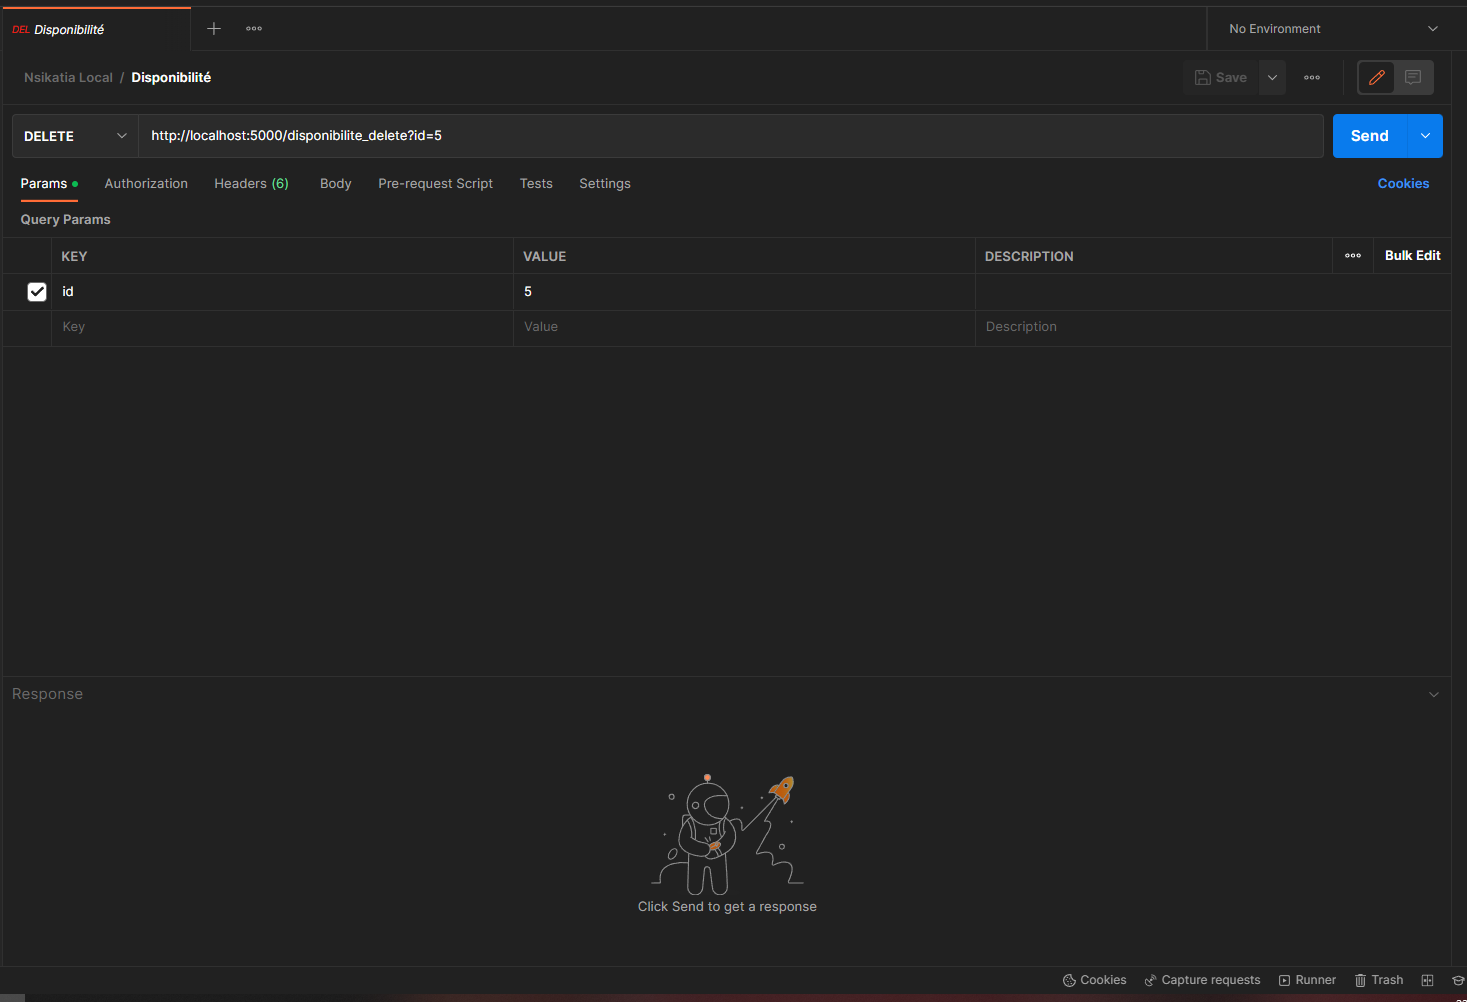 DEL Disponibilité
No Environment
Nsikatia Local / Disponibilité
Save
DELETE
http://localhost:5000/disponibilite_delete?id=5
Send
Params
Authorization
Headers (6)
Body
Pre-request Script
Tests
Settings
Cookies
Query Params
KEY
VALUE
DESCRIPTION
Bulk Edit
id
5
Key
Value
Description
Response
Click Send to get a response
Cookies
Capture requests
Runner
Trash